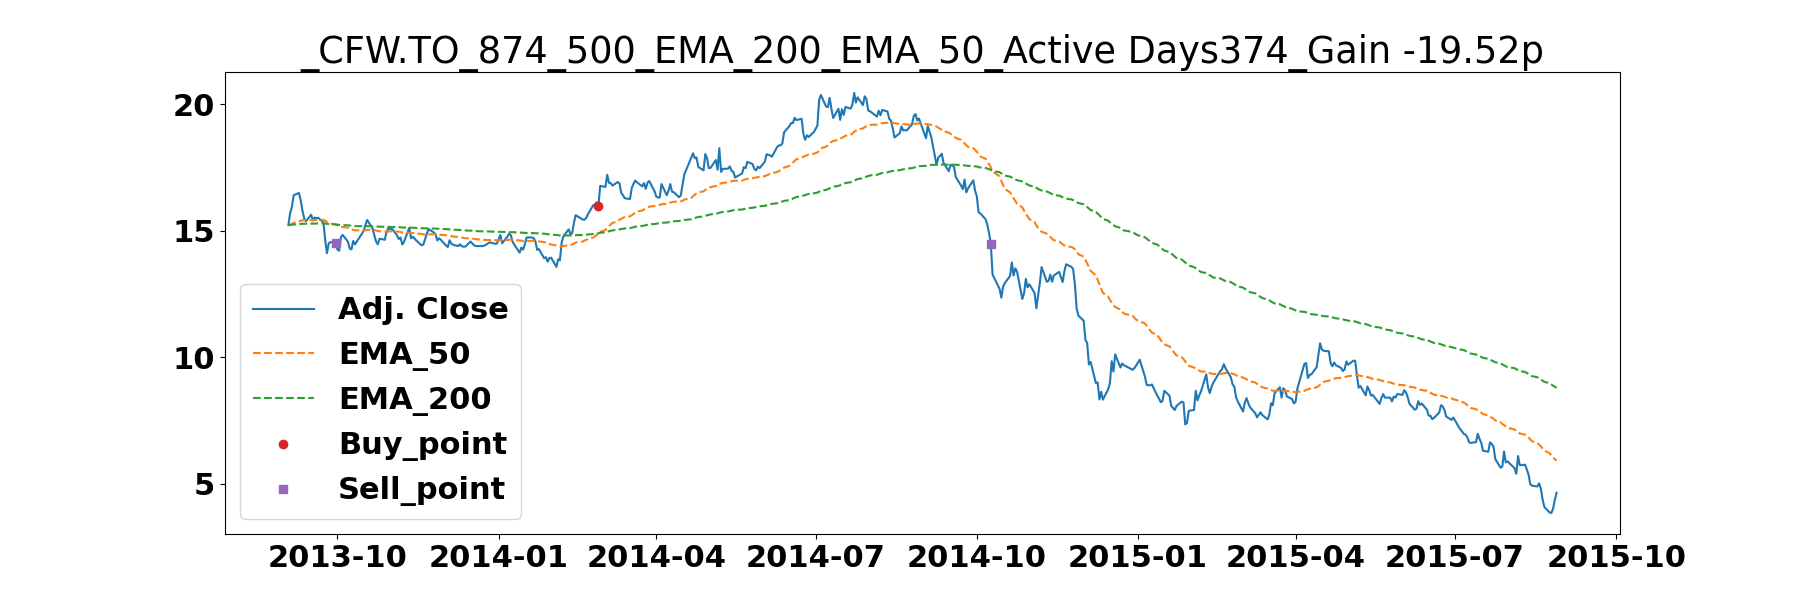 _CFW.TO_874_500_EMA_200_EMA_50_Active Days374_Gain -19.52p
20
15
10
5
Adj. Close
EMA_50
EMA_200
Buy_point
Sell_point
2013-10 2014-01 2014-04 2014-07 2014-10 2015-01 2015-04 2015-07 2015-10